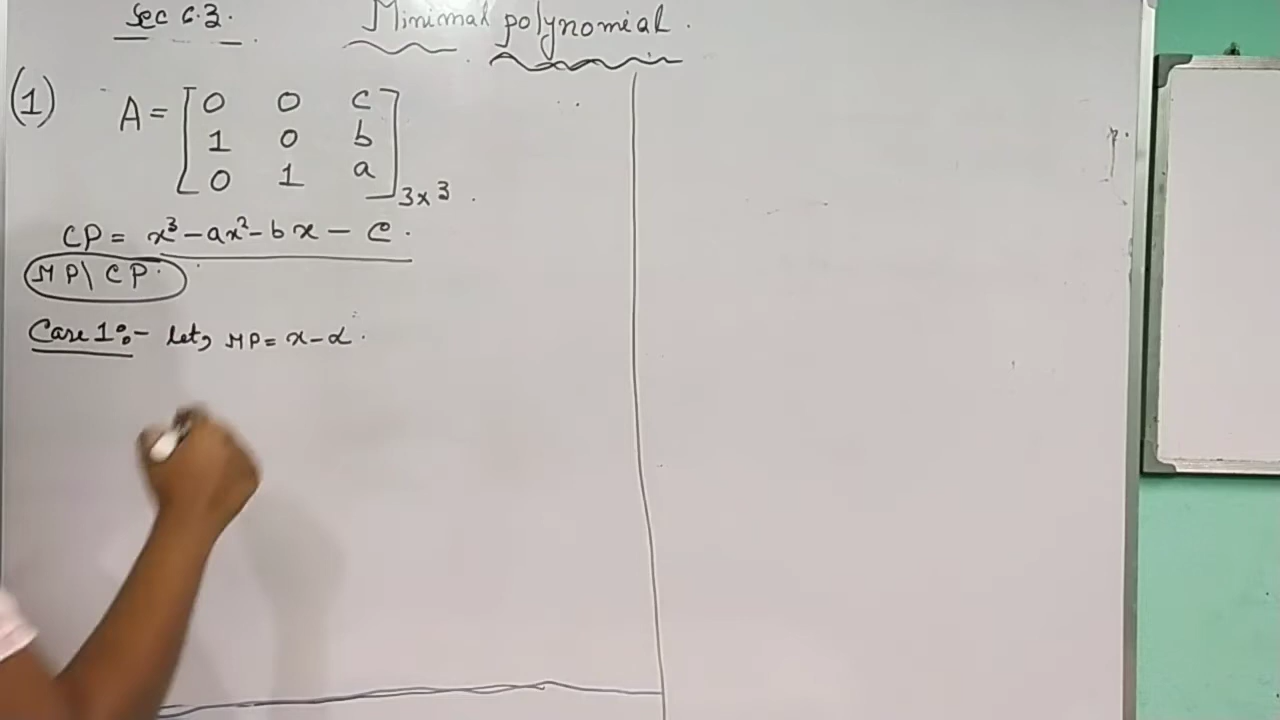 Sec 6.3. Minimal polynomial.
(1) A = [ 0 0 c
1 0 b
0 1 a ]3x3.
CP = x³ - ax² - bx - c.
MP\ CP.
Case 1:- let, MP = x - α.